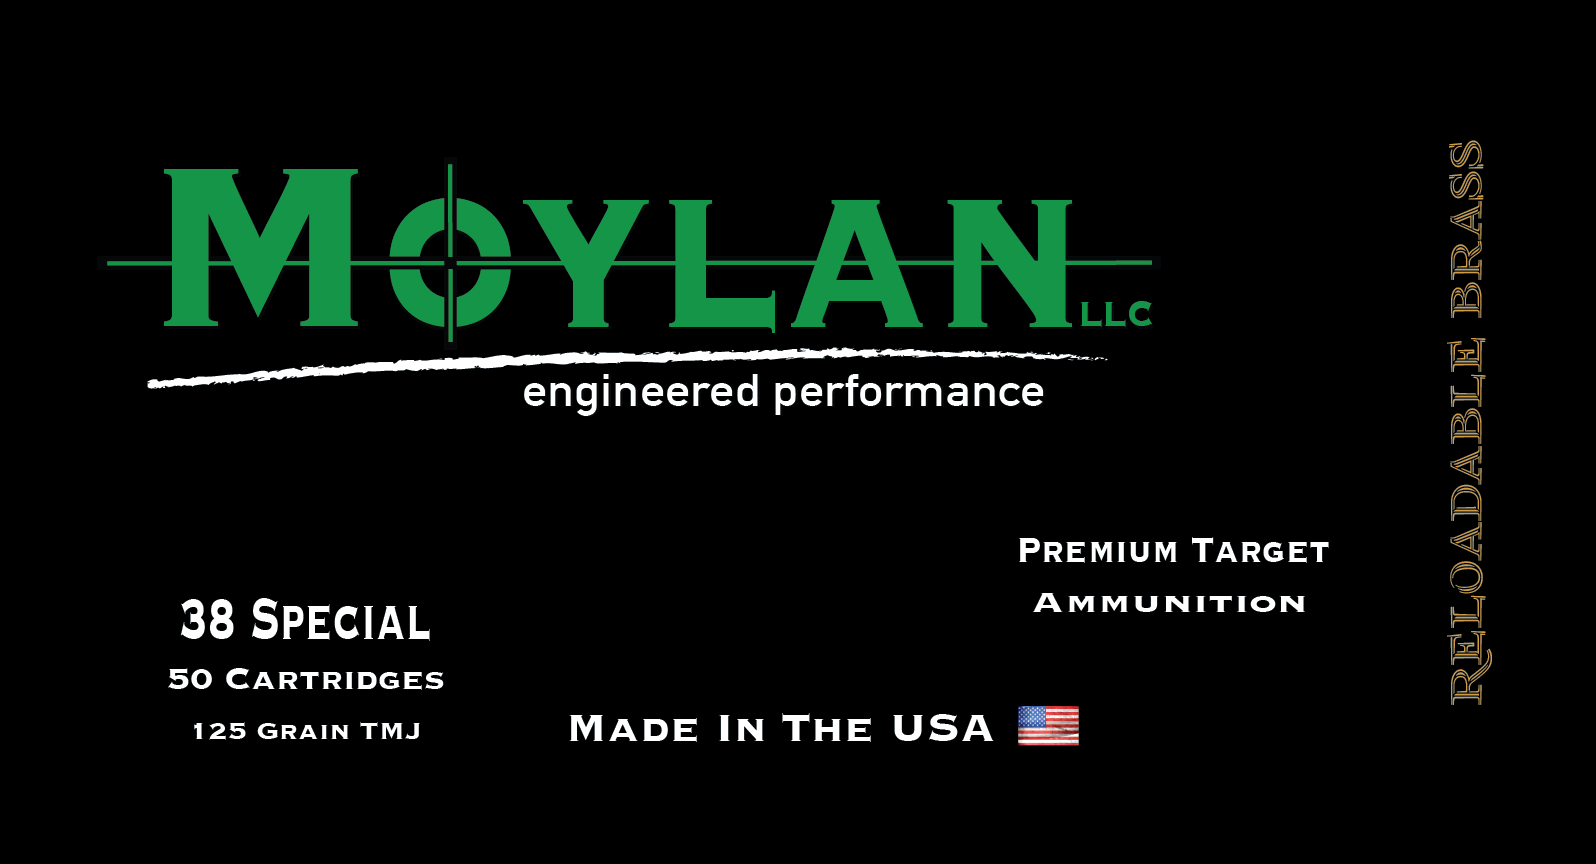 MOYLAN LLC
engineered performance
Premium Target
Ammunition
38 Special
50 Cartridges
125 Grain TMJ
Made In The USA
Reloadable Brass